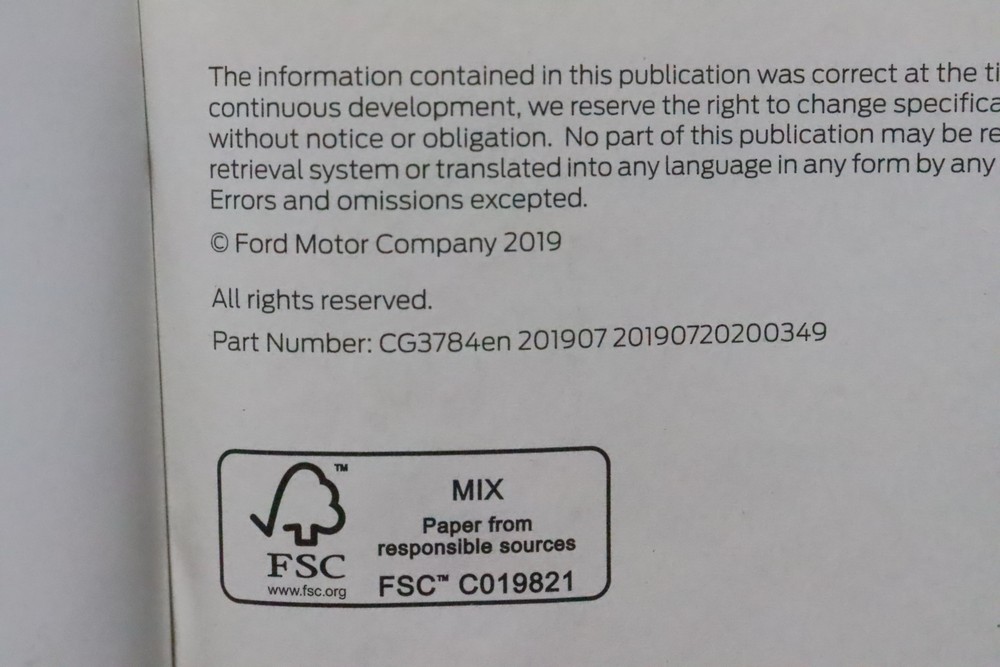 The information contained in this publication was correct at the ti
continuous development, we reserve the right to change specifica
without notice or obligation. No part of this publication may be re
retrieval system or translated into any language in any form by any
Errors and omissions excepted.
© Ford Motor Company 2019
All rights reserved.
Part Number: CG3784en 201907 20190720200349
TM
FSC
www.fsc.org
MIX
Paper from
responsible sources
FSC™ C019821